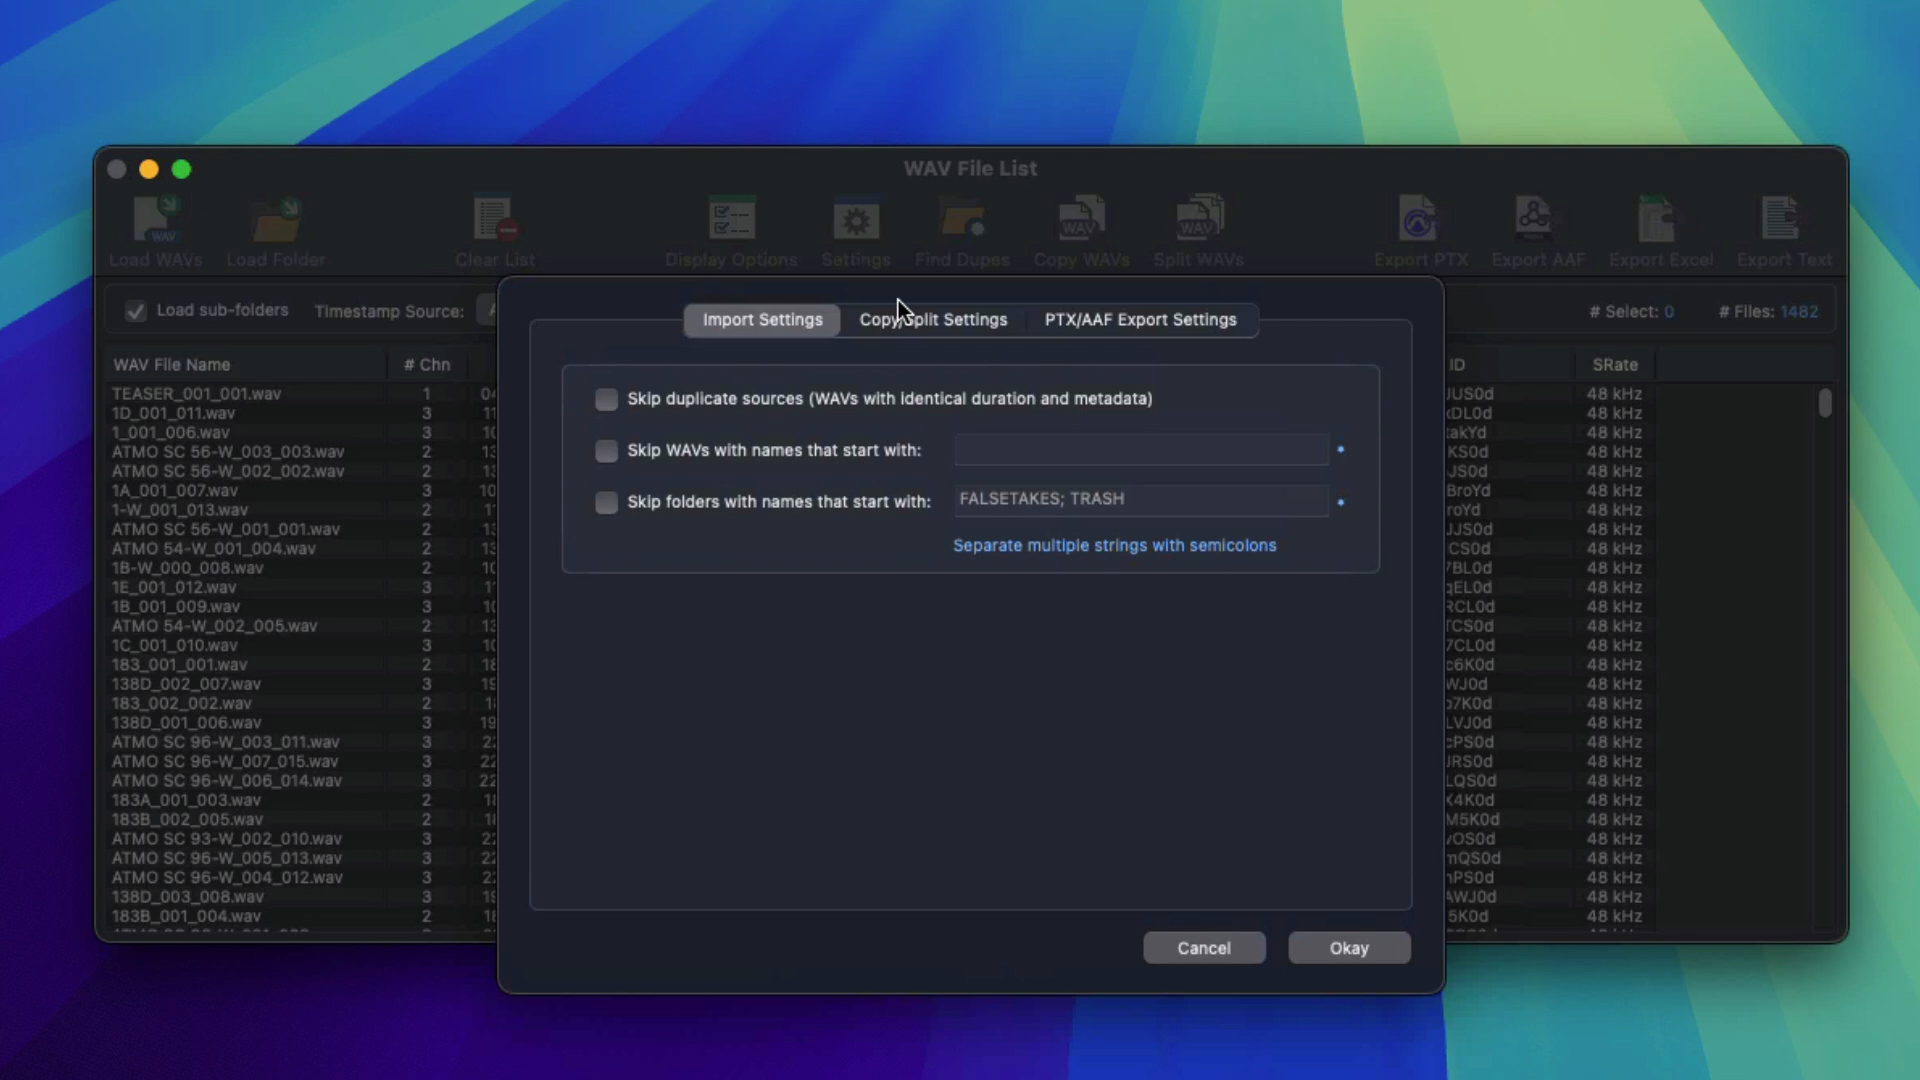 WAV File List
Load WAVs
Load Folder
Clear List
Display Options
Settings
Find Dupes
Copy WAVs
Split WAVs
Export PTX
Export AAF
Export Excel
Export Text
Load sub-folders
Timestamp Source:
# Select: 0
# Files: 1482
Import Settings
Copy/Split Settings
PTX/AAF Export Settings
Skip duplicate sources (WAVs with identical duration and metadata)
Skip WAVs with names that start with:
Skip folders with names that start with:
FALSETAKES; TRASH
Separate multiple strings with semicolons
Cancel
Okay
WAV File Name # Chn ID SRate
TEASER_001_001.wav 1 48 kHz
1D_001_011.wav 3 48 kHz
1_001_006.wav 3 48 kHz
ATMO SC 56-W_003_003.wav 2 48 kHz
ATMO SC 56-W_002_002.wav 2 48 kHz
1A_001_007.wav 3 48 kHz
1-W_001_013.wav 2 48 kHz
ATMO SC 56-W_001_001.wav 2 48 kHz
ATMO 54-W_001_004.wav 2 48 kHz
1B-W_000_008.wav 2 48 kHz
1E_001_012.wav 3 48 kHz
1B_001_009.wav 3 48 kHz
ATMO 54-W_002_005.wav 2 48 kHz
1C_001_010.wav 3 48 kHz
183_001_001.wav 2 48 kHz
138D_002_007.wav 3 48 kHz
183_002_002.wav 2 48 kHz
138D_001_006.wav 3 48 kHz
ATMO SC 96-W_003_011.wav 3 48 kHz
ATMO SC 96-W_007_015.wav 3 48 kHz
ATMO SC 96-W_006_014.wav 3 48 kHz
183A_001_003.wav 2 48 kHz
183B_002_005.wav 2 48 kHz
ATMO SC 93-W_002_010.wav 3 48 kHz
ATMO SC 96-W_005_013.wav 3 48 kHz
ATMO SC 96-W_004_012.wav 3 48 kHz
138D_003_008.wav 3 48 kHz
183B_001_004.wav 2 48 kHz